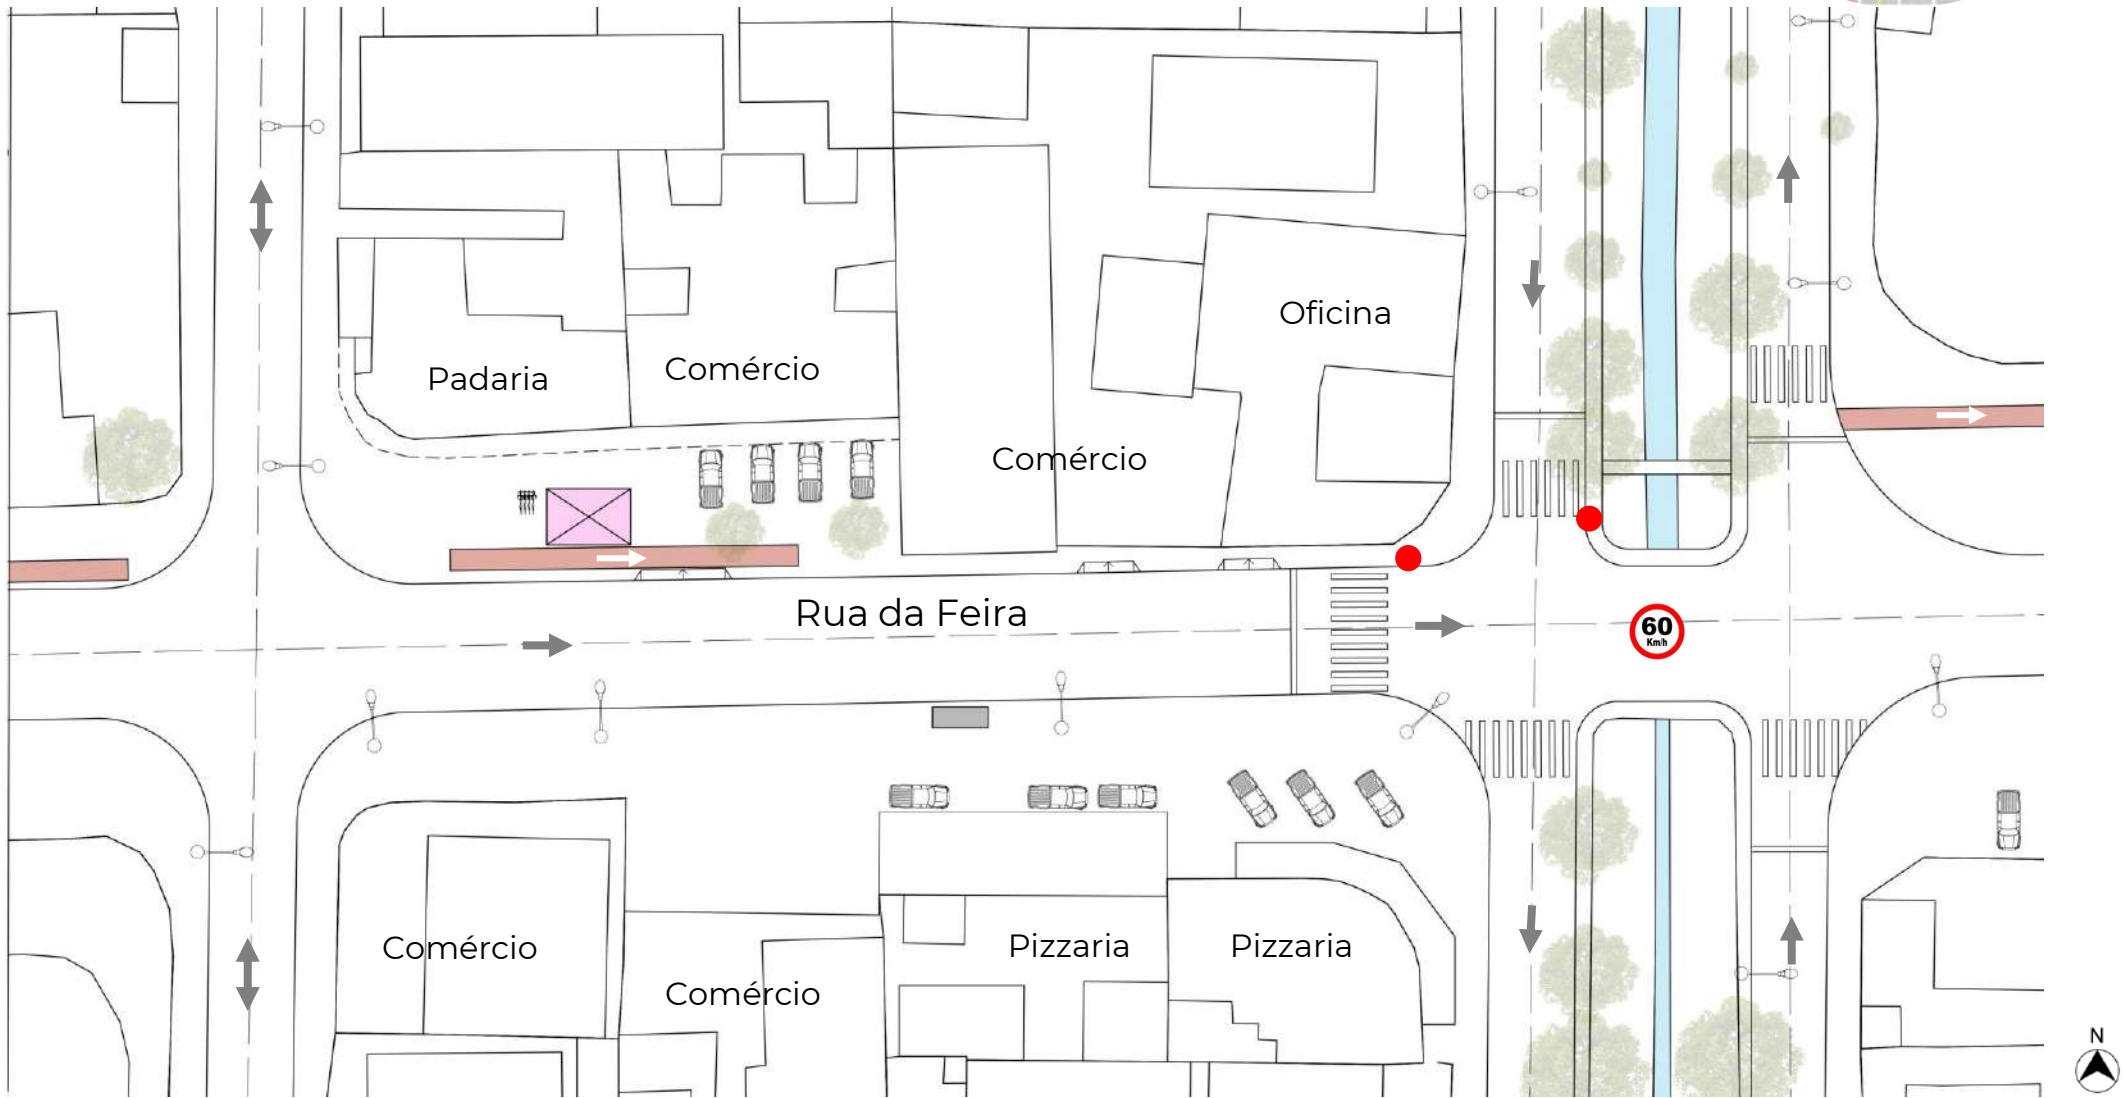 Oficina
Padaria
Comércio
Comércio
Rua da Feira
60
Km/h
Comércio
Pizzaria
Pizzaria
Comércio
N